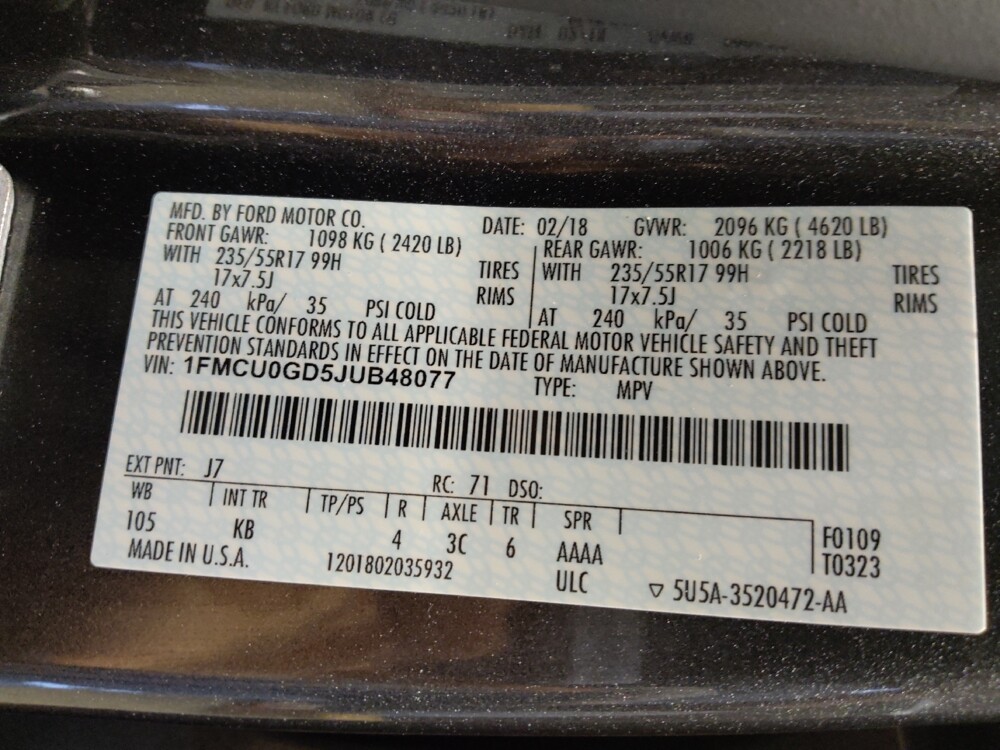 MFD. BY FORD MOTOR CO. DATE: 02/18 GVWR: 2096 KG ( 4620 LB)
FRONT GAWR: 1098 KG ( 2420 LB) REAR GAWR: 1006 KG ( 2218 LB)
WITH 235/55R17 99H TIRES WITH 235/55R17 99H TIRES
17x7.5J RIMS 17x7.5J RIMS
AT 240 kPa/ 35 PSI COLD AT 240 kPa/ 35 PSI COLD
THIS VEHICLE CONFORMS TO ALL APPLICABLE FEDERAL MOTOR VEHICLE SAFETY AND THEFT
PREVENTION STANDARDS IN EFFECT ON THE DATE OF MANUFACTURE SHOWN ABOVE.
VIN: 1FMCU0GD5JUB48077 TYPE: MPV
EXT PNT: J7 RC: 71 DSO:
WB INT TR TP/PS R AXLE TR SPR
105 KB 4 3C 6 AAAA F0109
T0323
MADE IN U.S.A. 1201802035932 ULC ▽ 5U5A-3520472-AA